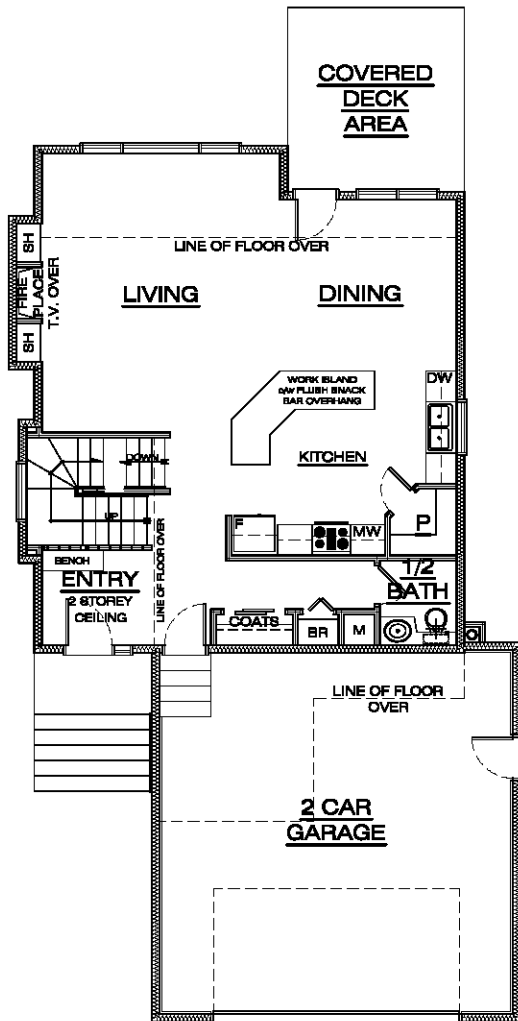 COVERED
DECK
AREA
LINE OF FLOOR OVER
SH
FIRE
PLACE
T.V. OVER
SH
LIVING
DINING
WORK ISLAND
c/w FLUSH SNACK
BAR OVERHANG
DW
KITCHEN
DOWN
UP
F
MW
P
BENCH
ENTRY
2 STOREY
CEILING
LINE OF FLOOR OVER
1/2
BATH
COATS
BR
M
LINE OF FLOOR
OVER
2 CAR
GARAGE